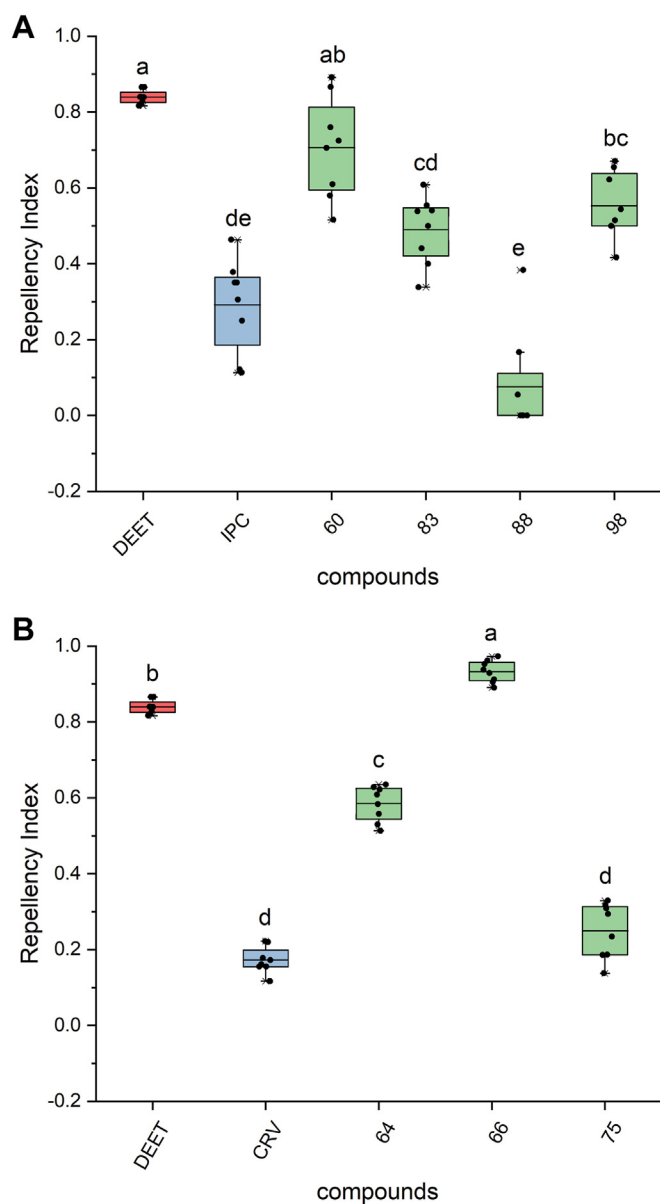 A
1.0
0.8
0.6
0.4
0.2
0.0
-0.2
Repellency Index
a
de
ab
cd
e
bc
DEET
IPC
60
83
88
98
compounds
B
1.0
0.8
0.6
0.4
0.2
0.0
-0.2
Repellency Index
b
d
c
a
d
DEET
CRV
64
66
75
compounds